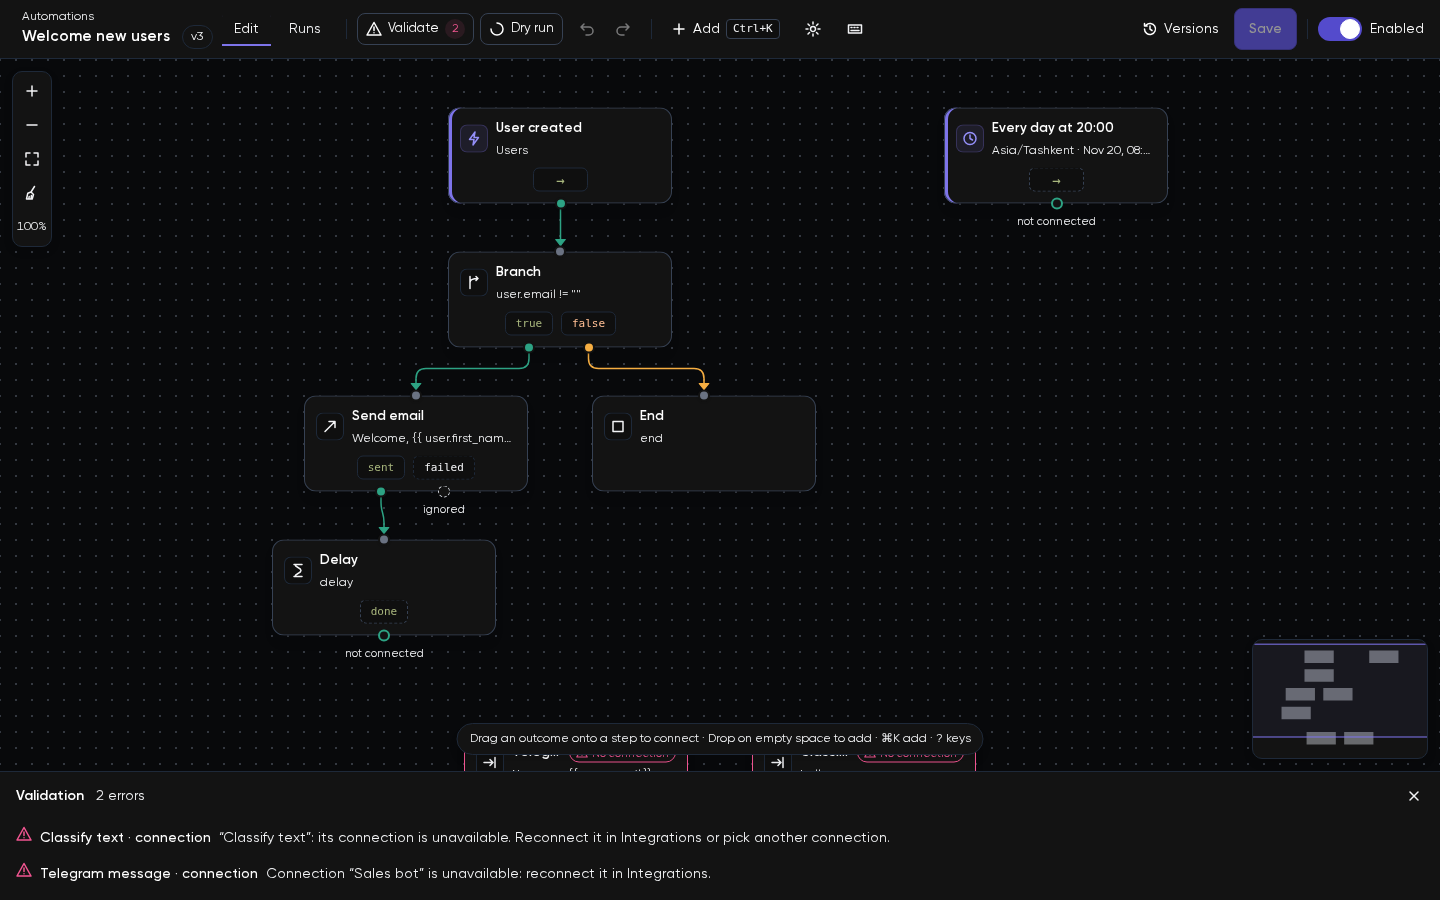 Automations
Welcome new users
v3
Edit
Runs
Validate 2
Dry run
Add Ctrl+K
Versions
Save
Enabled
100%
User created
Users
→
Every day at 20:00
Asia/Tashkent · Nov 20, 08:...
→
not connected
Branch
user.email != ""
true
false
Send email
Welcome, {{ user.first_nam...
sent
failed
ignored
End
end
Delay
delay
done
not connected
Drag an outcome onto a step to connect · Drop on empty space to add · ⌘K add · ? keys
No connection
No connection
Validation 2 errors
Classify text · connection “Classify text”: its connection is unavailable. Reconnect it in Integrations or pick another connection.
Telegram message · connection Connection “Sales bot” is unavailable: reconnect it in Integrations.